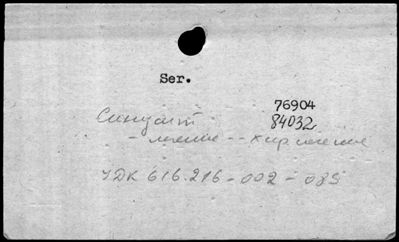 Ser.
76904
Синусит 84032
- лечение -- хир лечение
УДК 616.216-002-085